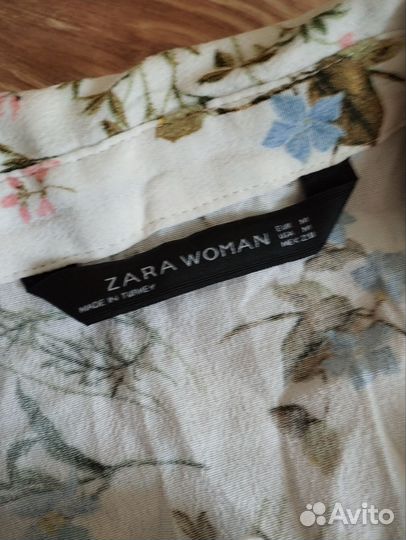 ZARA WOMAN
MADE IN TURKEY
EUR M
USA M
MEX 28
Avito